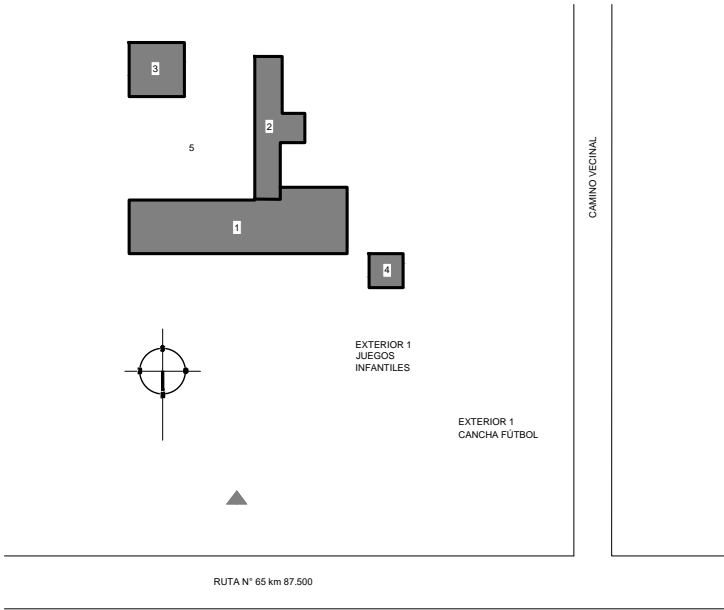 3
2
5
CAMINO VECINAL
1
4
EXTERIOR 1
JUEGOS
INFANTILES
EXTERIOR 1
CANCHA FÚTBOL
RUTA N° 65 km 87.500